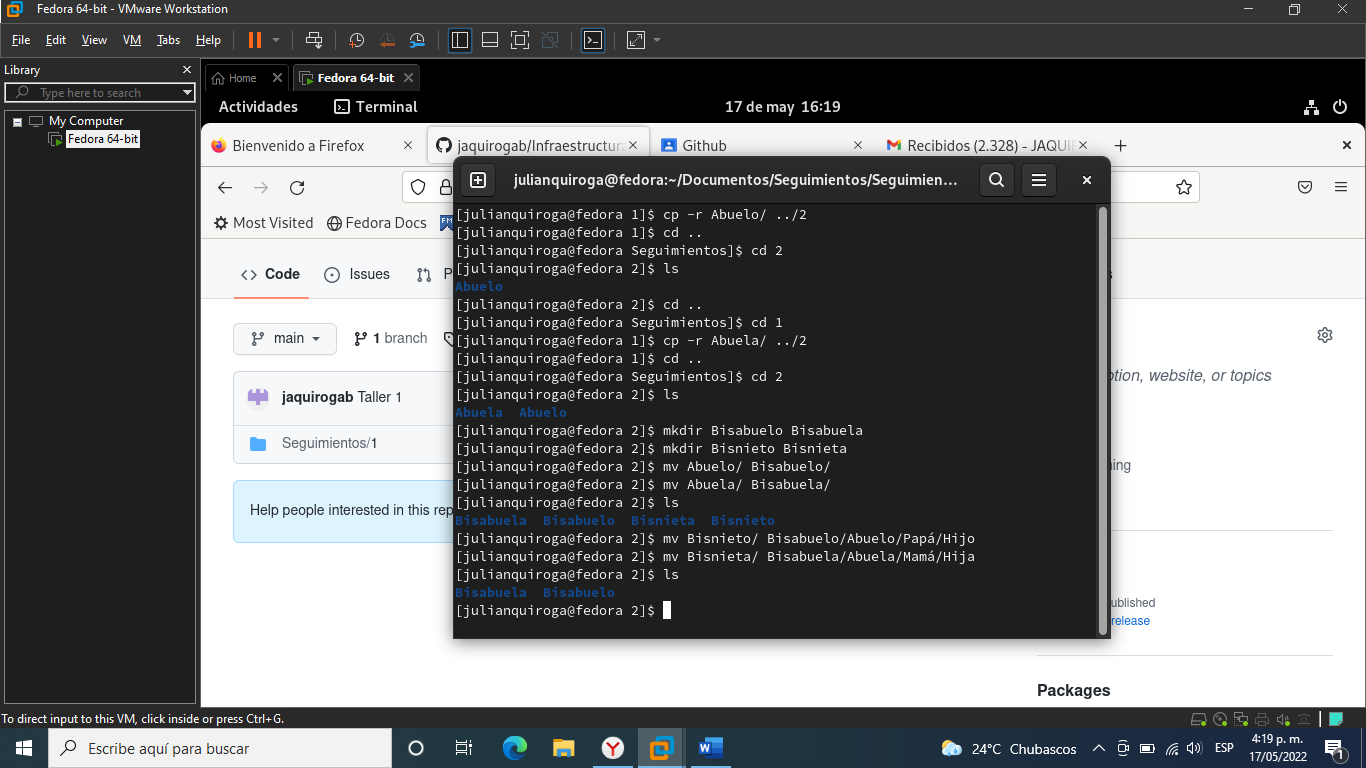 Fedora 64-bit - VMware Workstation
File Edit View VM Tabs Help
Library
Type here to search
My Computer
Fedora 64-bit
Home
Fedora 64-bit
Actividades
Terminal
17 de may 16:19
Bienvenido a Firefox
jaquirogab/Infraestructura
Github
Recibidos (2.328) - JAQUIR
julianquiroga@fedora:~/Documentos/Seguimientos/Seguimien...
Most Visited
Fedora Docs
Code
Issues
P
main
1 branch
jaquirogab Taller 1
Seguimientos/1
Help people interested in this rep
[julianquiroga@fedora 1]$ cp -r Abuelo/ ../2
[julianquiroga@fedora 1]$ cd ..
[julianquiroga@fedora Seguimientos]$ cd 2
[julianquiroga@fedora 2]$ ls
Abuelo
[julianquiroga@fedora 2]$ cd ..
[julianquiroga@fedora Seguimientos]$ cd 1
[julianquiroga@fedora 1]$ cp -r Abuela/ ../2
[julianquiroga@fedora 1]$ cd ..
[julianquiroga@fedora Seguimientos]$ cd 2
[julianquiroga@fedora 2]$ ls
Abuela Abuelo
[julianquiroga@fedora 2]$ mkdir Bisabuelo Bisabuela
[julianquiroga@fedora 2]$ mkdir Bisnieto Bisnieta
[julianquiroga@fedora 2]$ mv Abuelo/ Bisabuelo/
[julianquiroga@fedora 2]$ mv Abuela/ Bisabuela/
[julianquiroga@fedora 2]$ ls
Bisabuela Bisabuelo Bisnieta Bisnieto
[julianquiroga@fedora 2]$ mv Bisnieto/ Bisabuelo/Abuelo/Papá/Hijo
[julianquiroga@fedora 2]$ mv Bisnieta/ Bisabuela/Abuela/Mamá/Hija
[julianquiroga@fedora 2]$ ls
Bisabuela Bisabuelo
[julianquiroga@fedora 2]$
s
ption, website, or topics
ing
ublished
release
Packages
To direct input to this VM, click inside or press Ctrl+G.
Escribe aquí para buscar
24°C Chubascos
ESP
4:19 p. m.
17/05/2022
1